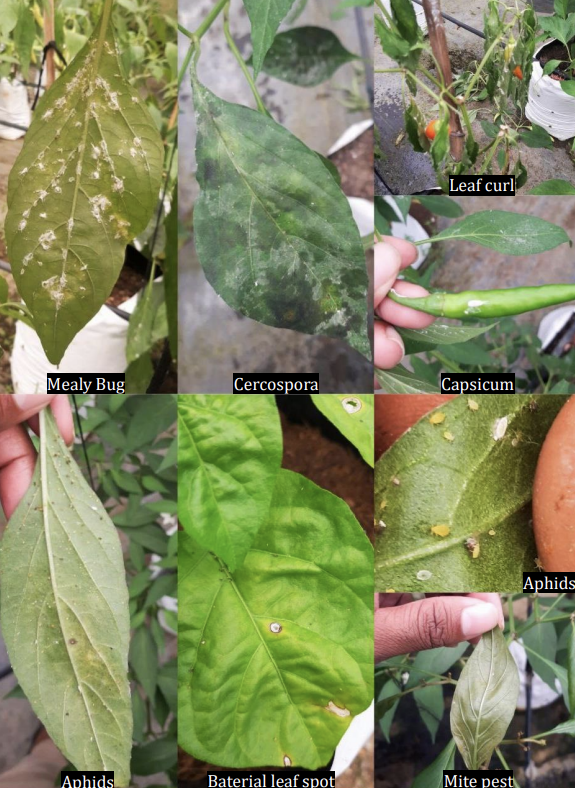 Leaf curl
Mealy Bug
Cercospora
Capsicum
Aphids
Aphids
Baterial leaf spot
Mite pest